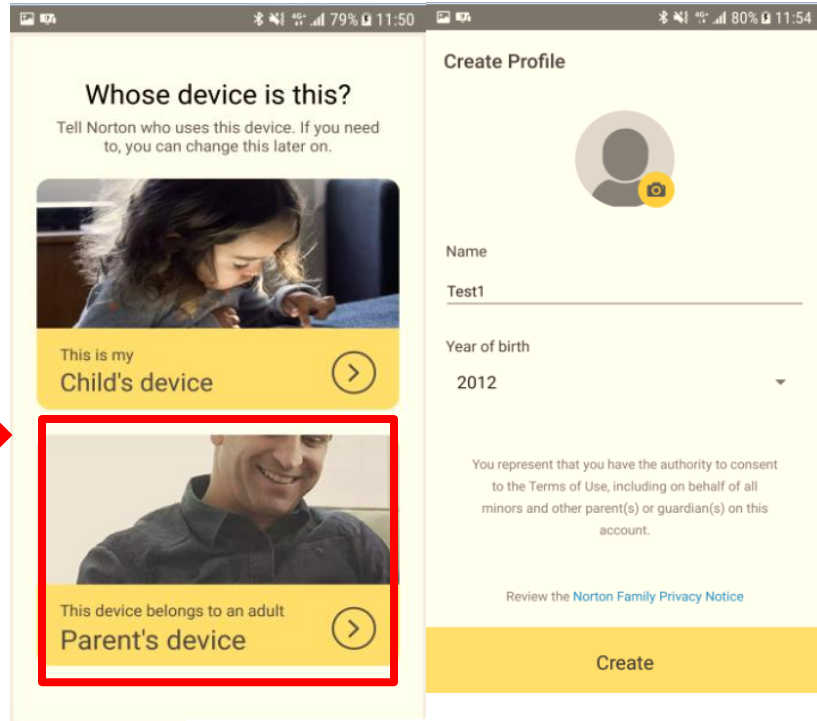 79% 11:50
Whose device is this?
Tell Norton who uses this device. If you need
to, you can change this later on.
This is my
Child's device
This device belongs to an adult
Parent's device
80% 11:54
Create Profile
Name
Test1
Year of birth
2012
You represent that you have the authority to consent
to the Terms of Use, including on behalf of all
minors and other parent(s) or guardian(s) on this
account.
Review the Norton Family Privacy Notice
Create